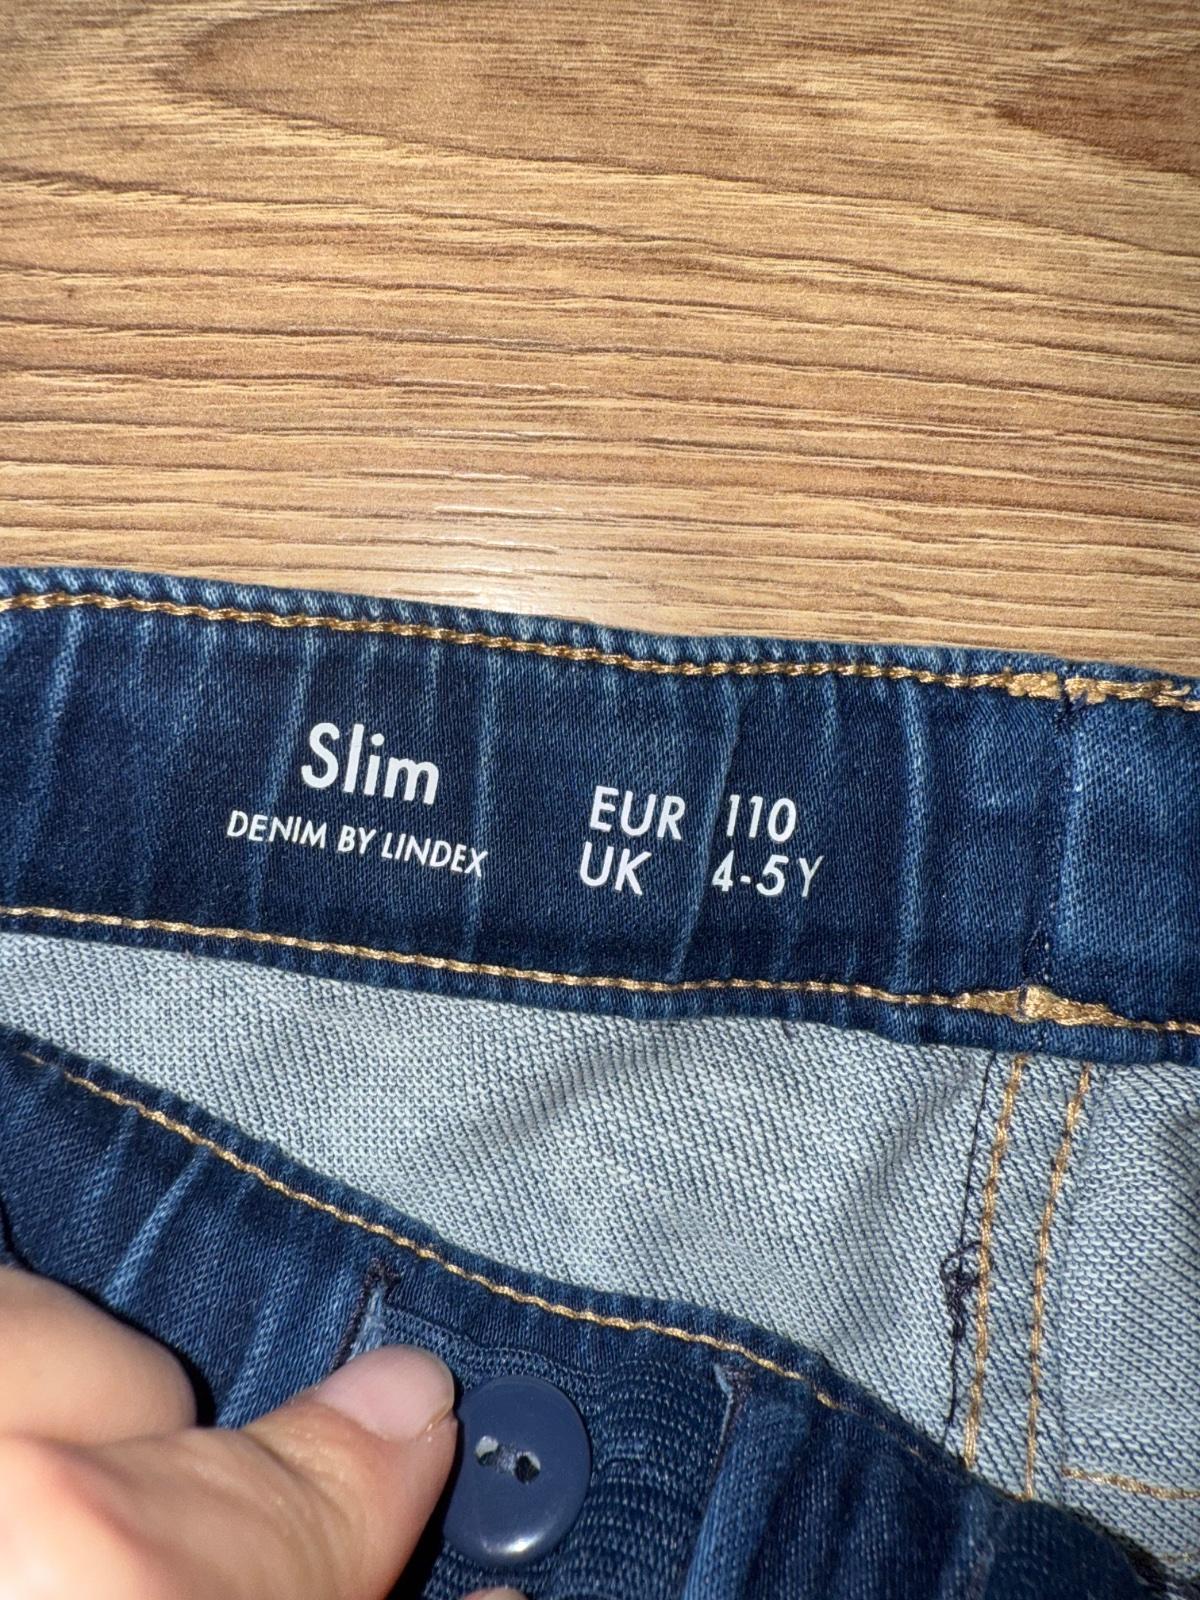 Slim
DENIM BY LINDEX
EUR 110
UK 4-5Y